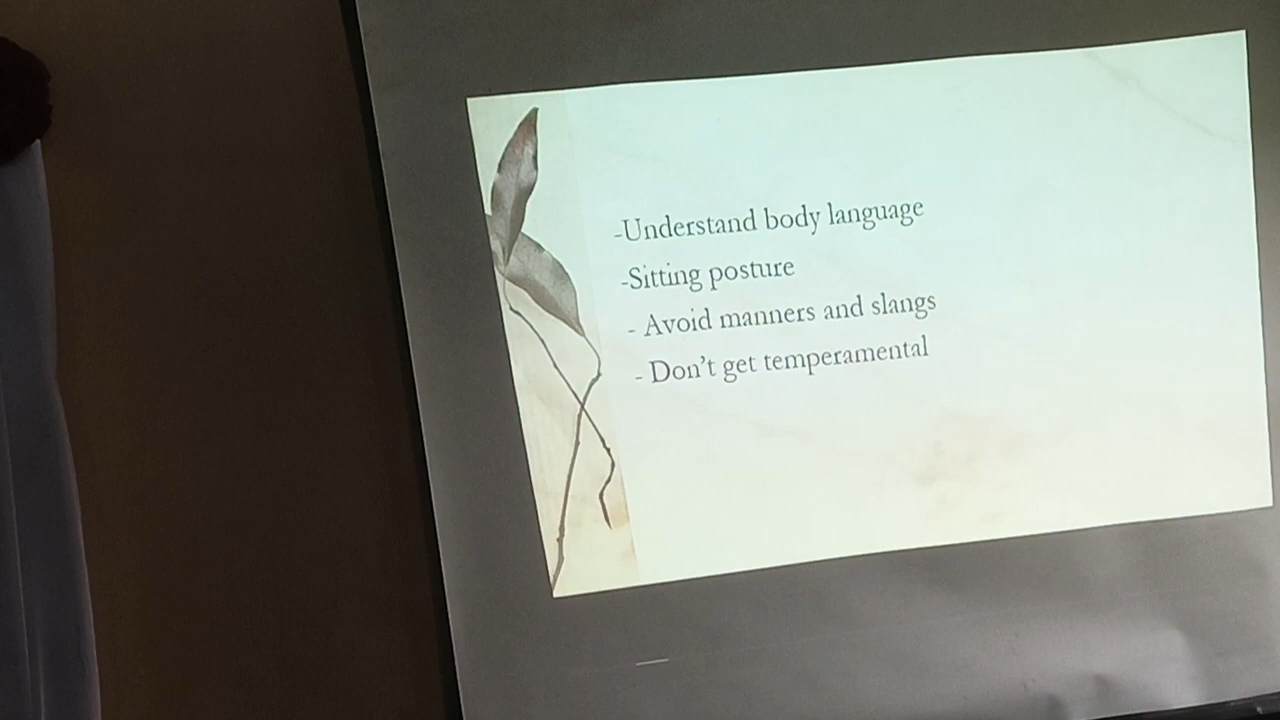 -Understand body language
-Sitting posture
- Avoid manners and slangs
- Don't get temperamental